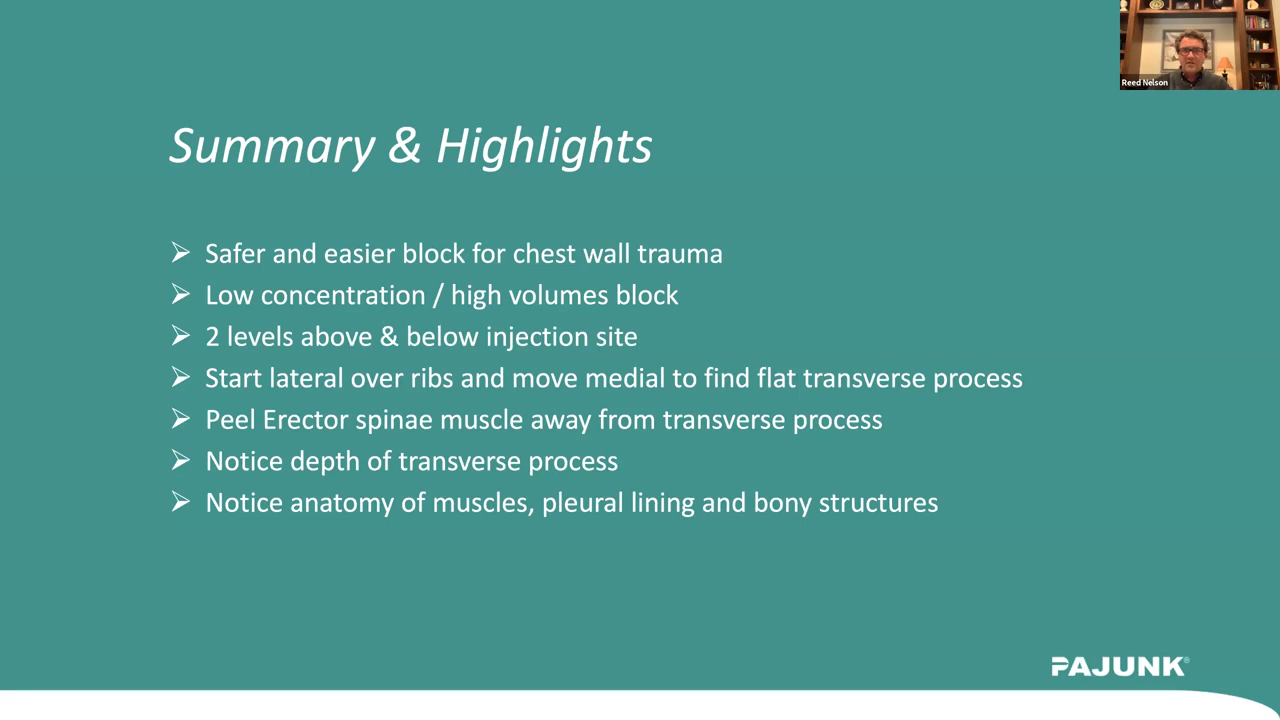 Reed Nelson
Summary & Highlights
Safer and easier block for chest wall trauma
Low concentration / high volumes block
2 levels above & below injection site
Start lateral over ribs and move medial to find flat transverse process
Peel Erector spinae muscle away from transverse process
Notice depth of transverse process
Notice anatomy of muscles, pleural lining and bony structures
PAJUNK®